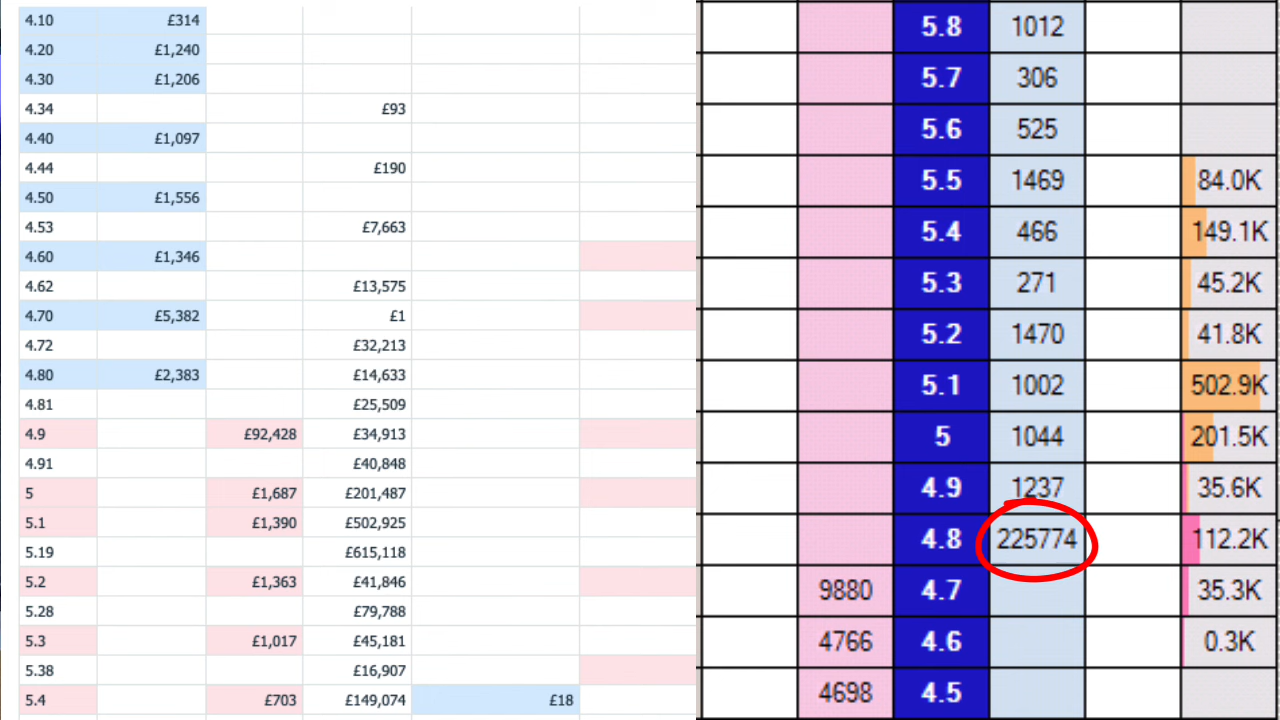 4.10 £314
4.20 £1,240
4.30 £1,206
4.34 £93
4.40 £1,097
4.44 £190
4.50 £1,556
4.53 £7,663
4.60 £1,346
4.62 £13,575
4.70 £5,382 £1
4.72 £32,213
4.80 £2,383 £14,633
4.81 £25,509
4.9 £92,428 £34,913
4.91 £40,848
5 £1,687 £201,487
5.1 £1,390 £502,925
5.19 £615,118
5.2 £1,363 £41,846
5.28 £79,788
5.3 £1,017 £45,181
5.38 £16,907
5.4 £703 £149,074 £18
5.8 1012
5.7 306
5.6 525
5.5 1469 84.0K
5.4 466 149.1K
5.3 271 45.2K
5.2 1470 41.8K
5.1 1002 502.9K
5 1044 201.5K
4.9 1237 35.6K
4.8 225774 112.2K
9880 4.7 35.3K
4766 4.6 0.3K
4698 4.5